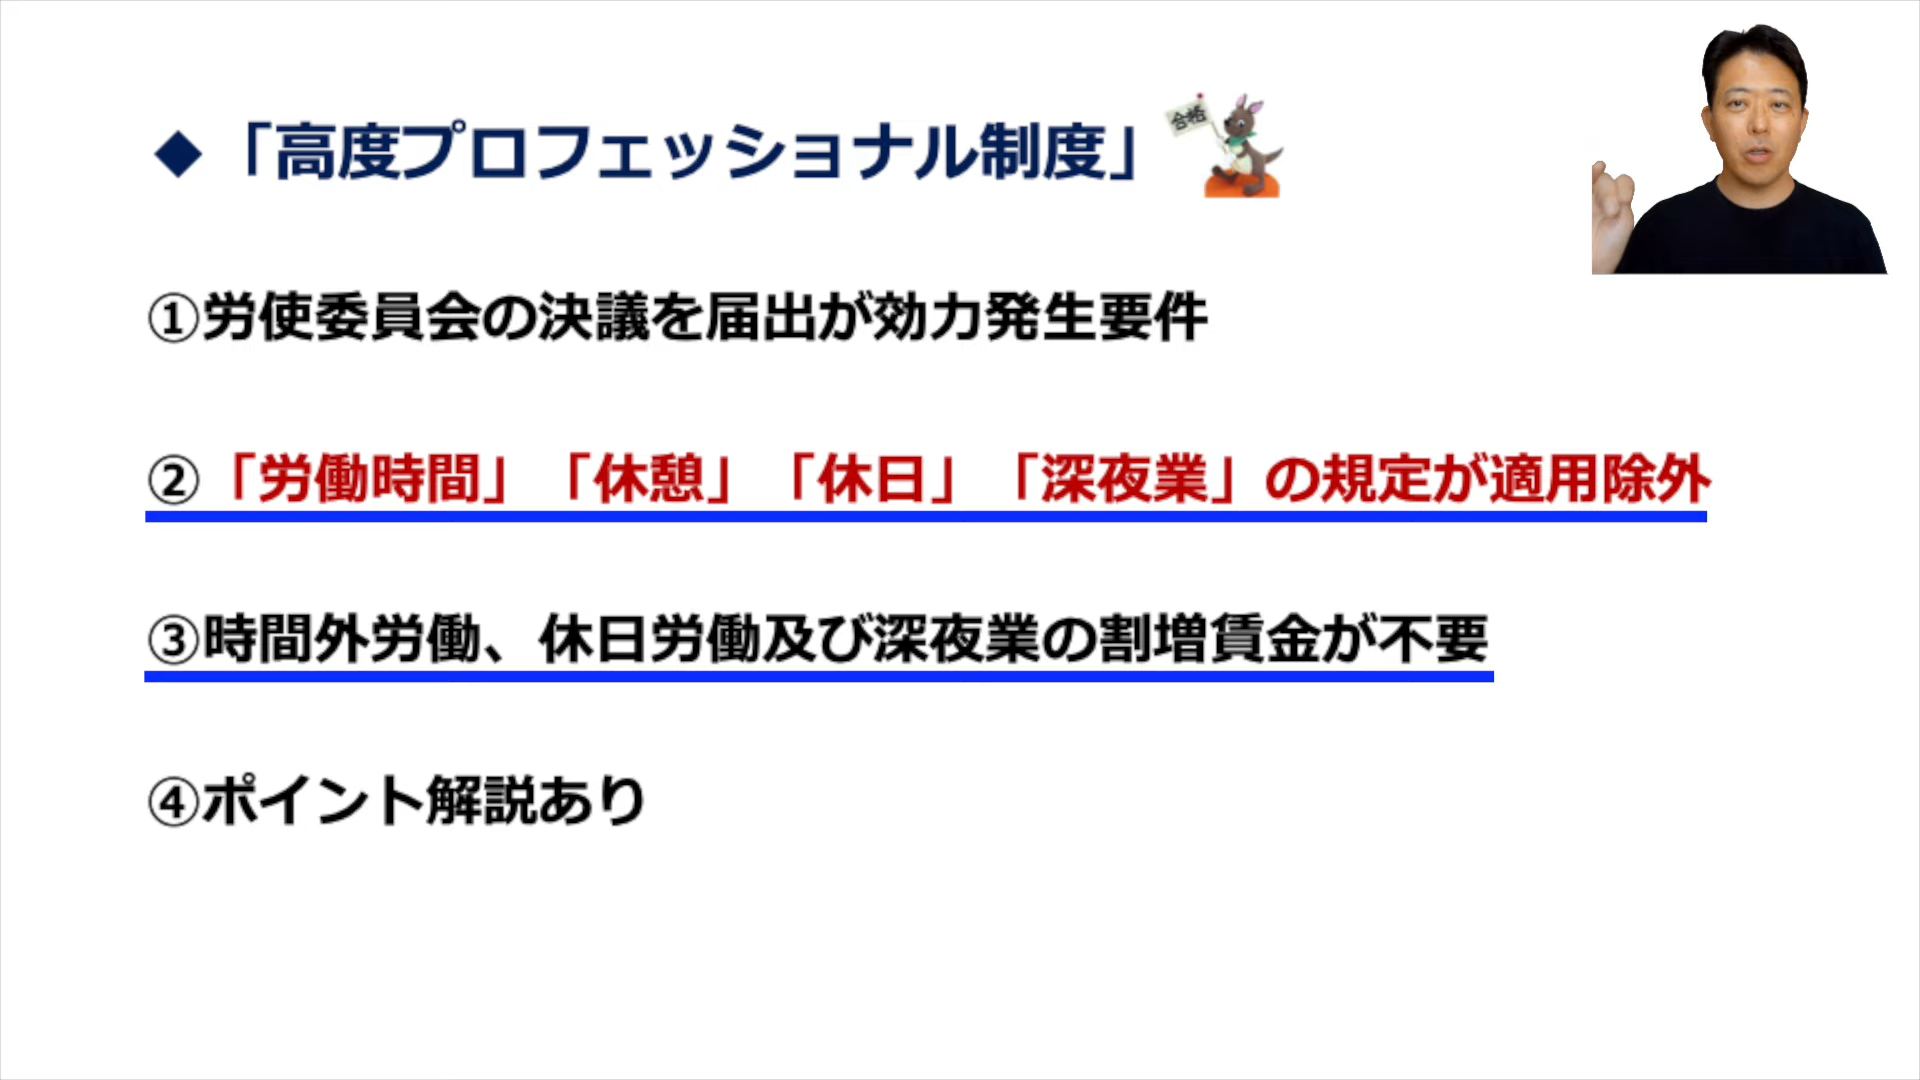 ◆「高度プロフェッショナル制度」
合格
①労使委員会の決議を届出が効力発生要件
②「労働時間」「休憩」「休日」「深夜業」の規定が適用除外
③時間外労働、休日労働及び深夜業の割増賃金が不要
④ポイント解説あり